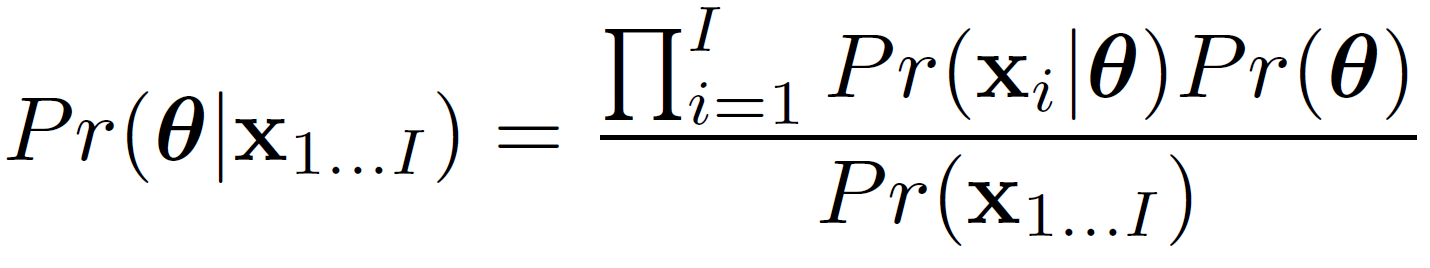 Pr(θ|x_{1...I}) = \frac{\prod_{i=1}^{I} Pr(x_i|θ)Pr(θ)}{Pr(x_{1...I})}